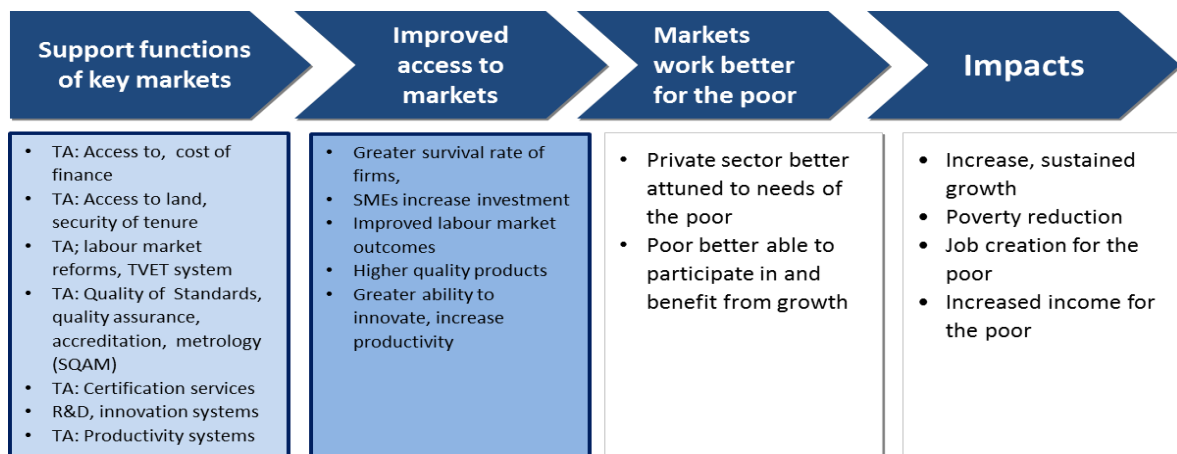 Support functions
of key markets
Improved
access to
markets
Markets
work better
for the poor
Impacts
• TA: Access to, cost of
finance
• TA: Access to land,
security of tenure
• TA; labour market
reforms, TVET system
• TA: Quality of Standards,
quality assurance,
accreditation, metrology
(SQAM)
• TA: Certification services
• R&D, innovation systems
• TA: Productivity systems
• Greater survival rate of
firms,
• SMEs increase investment
• Improved labour market
outcomes
• Higher quality products
• Greater ability to
innovate, increase
productivity
• Private sector better
attuned to needs of
the poor
• Poor better able to
participate in and
benefit from growth
• Increase, sustained
growth
• Poverty reduction
• Job creation for the
poor
• Increased income for
the poor